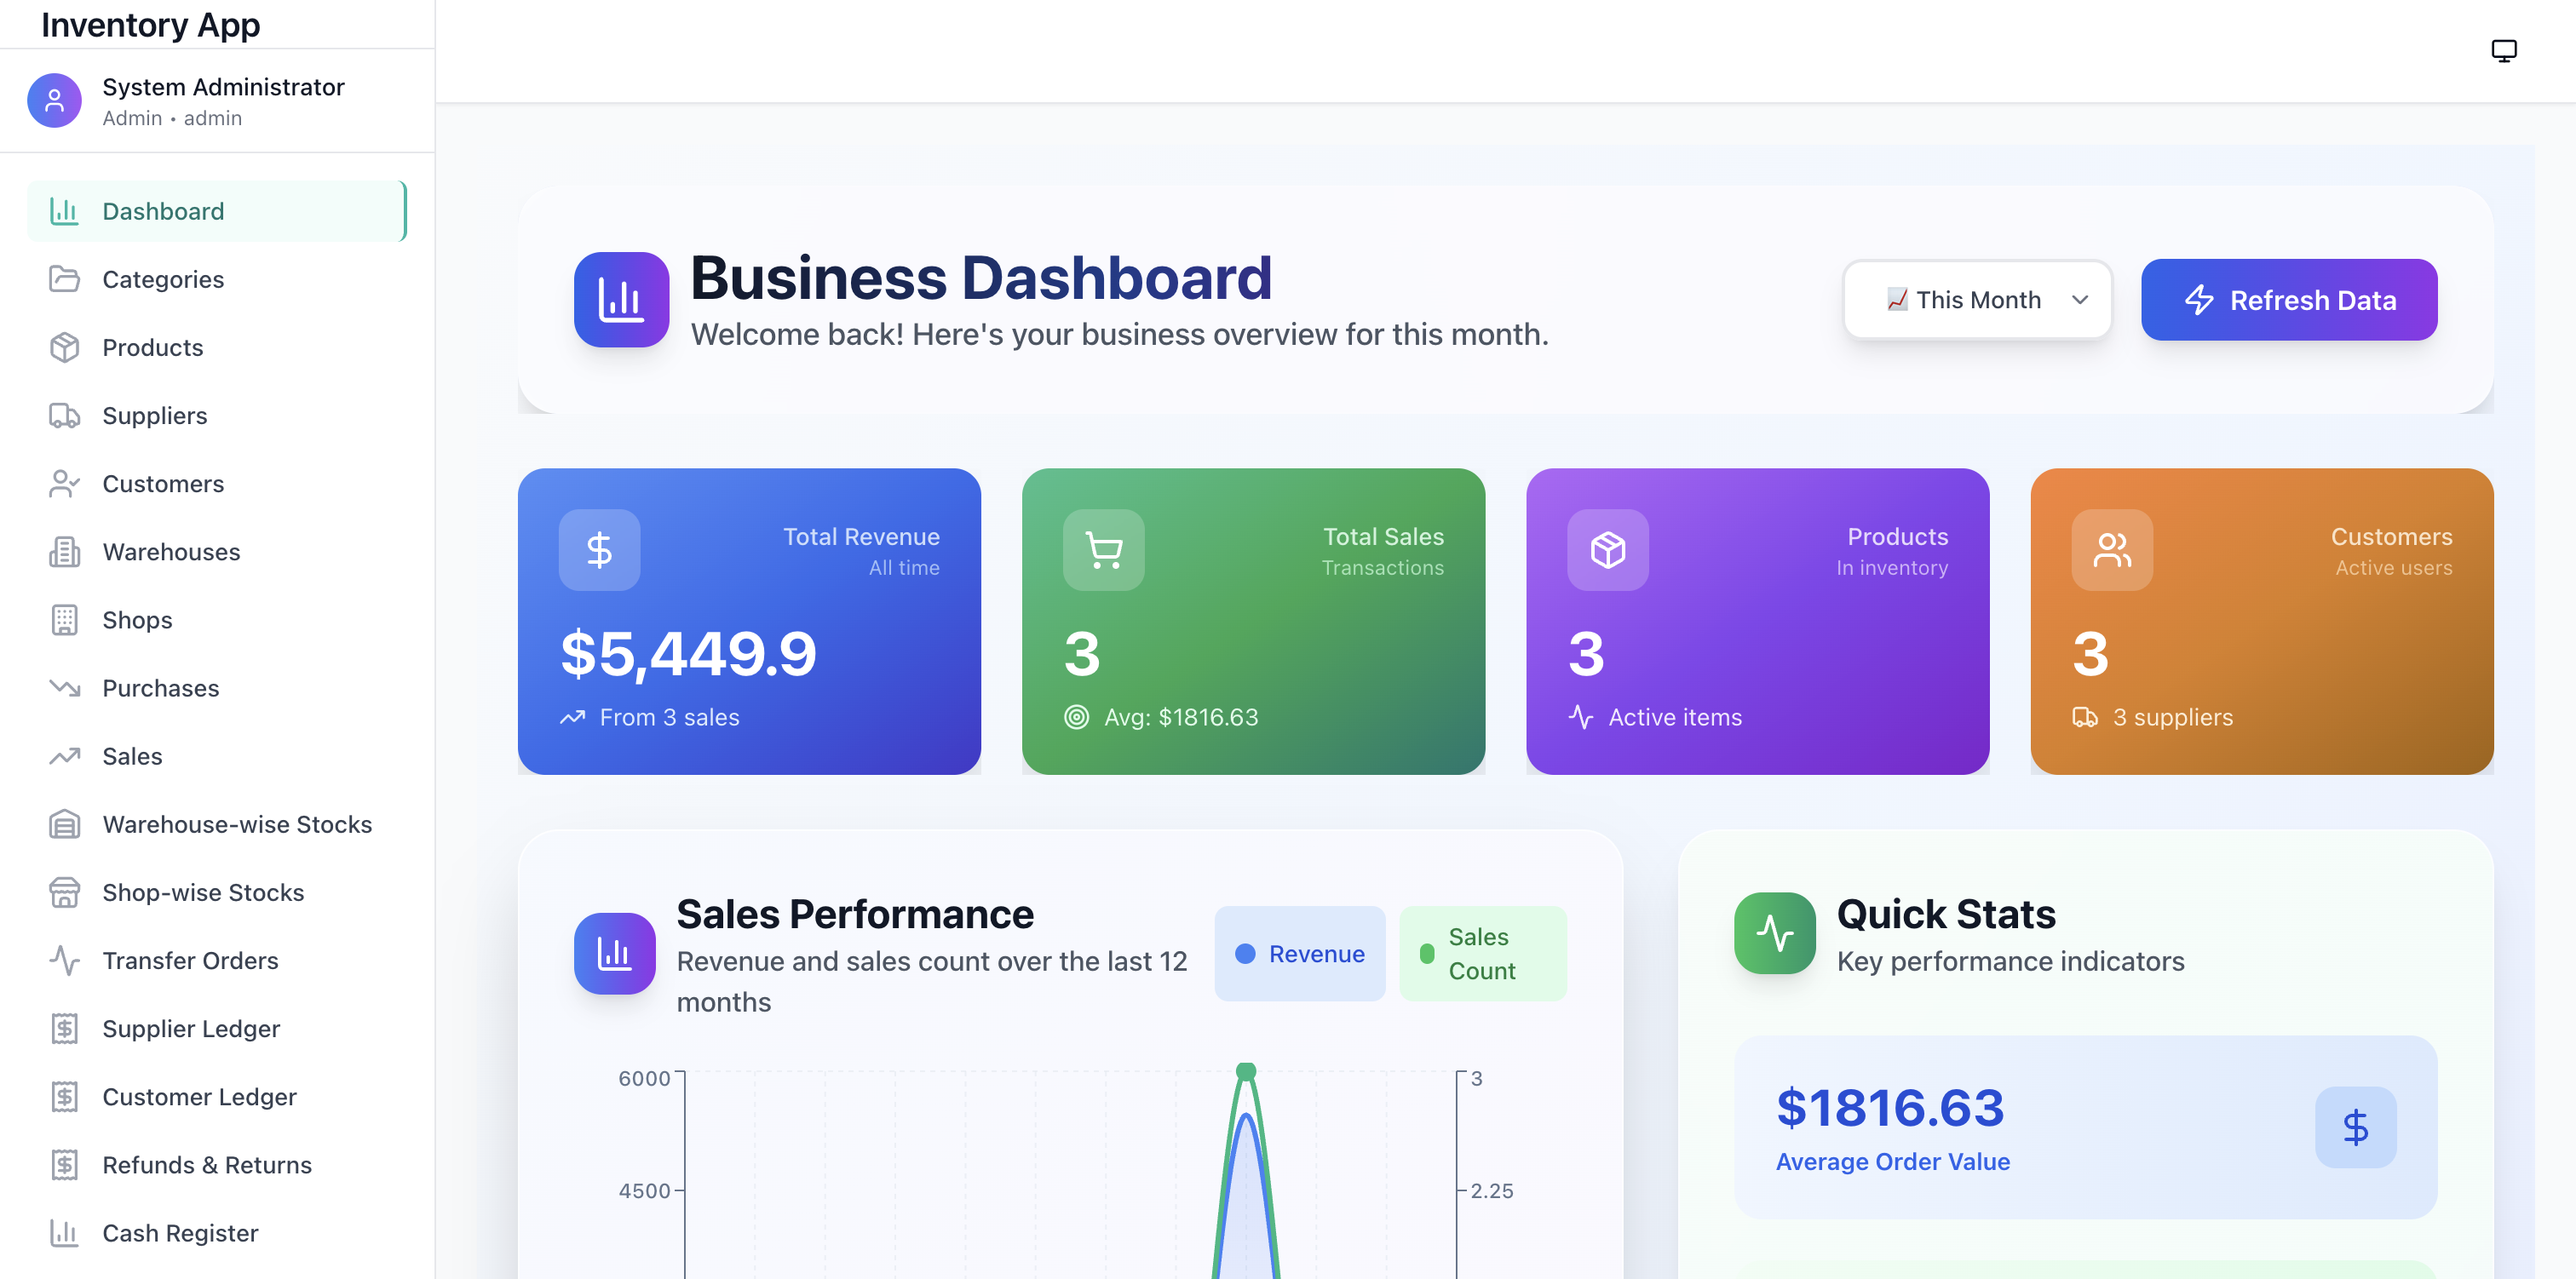 Inventory App
System Administrator
Admin • admin
Dashboard
Categories
Products
Suppliers
Customers
Warehouses
Shops
Purchases
Sales
Warehouse-wise Stocks
Shop-wise Stocks
Transfer Orders
Supplier Ledger
Customer Ledger
Refunds & Returns
Cash Register
Business Dashboard
Welcome back! Here's your business overview for this month.
📈 This Month
Refresh Data
Total Revenue
All time
$5,449.9
From 3 sales
Total Sales
Transactions
3
Avg: $1816.63
Products
In inventory
3
Active items
Customers
Active users
3
3 suppliers
Sales Performance
Revenue and sales count over the last 12
months
Revenue
Sales
Count
6000
4500
3
2.25
Quick Stats
Key performance indicators
$1816.63
Average Order Value